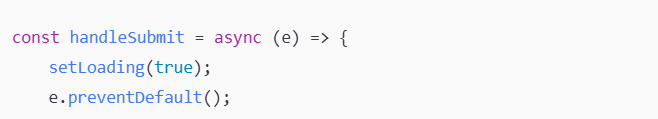 const handleSubmit = async (e) => {
setLoading(true);
e.preventDefault();